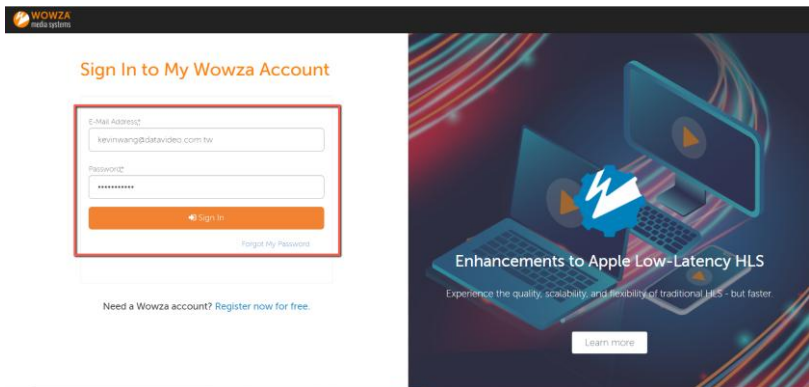 WOWZA
media systems
Sign In to My Wowza Account
E-Mail Address*
kevinwang@datavideo.com.tw
Password*
•••••••••••
Sign In
Forgot My Password
Need a Wowza account? Register now for free.
Enhancements to Apple Low-Latency HLS
Experience the quality, scalability, and flexibility of traditional HLS - but faster.
Learn more